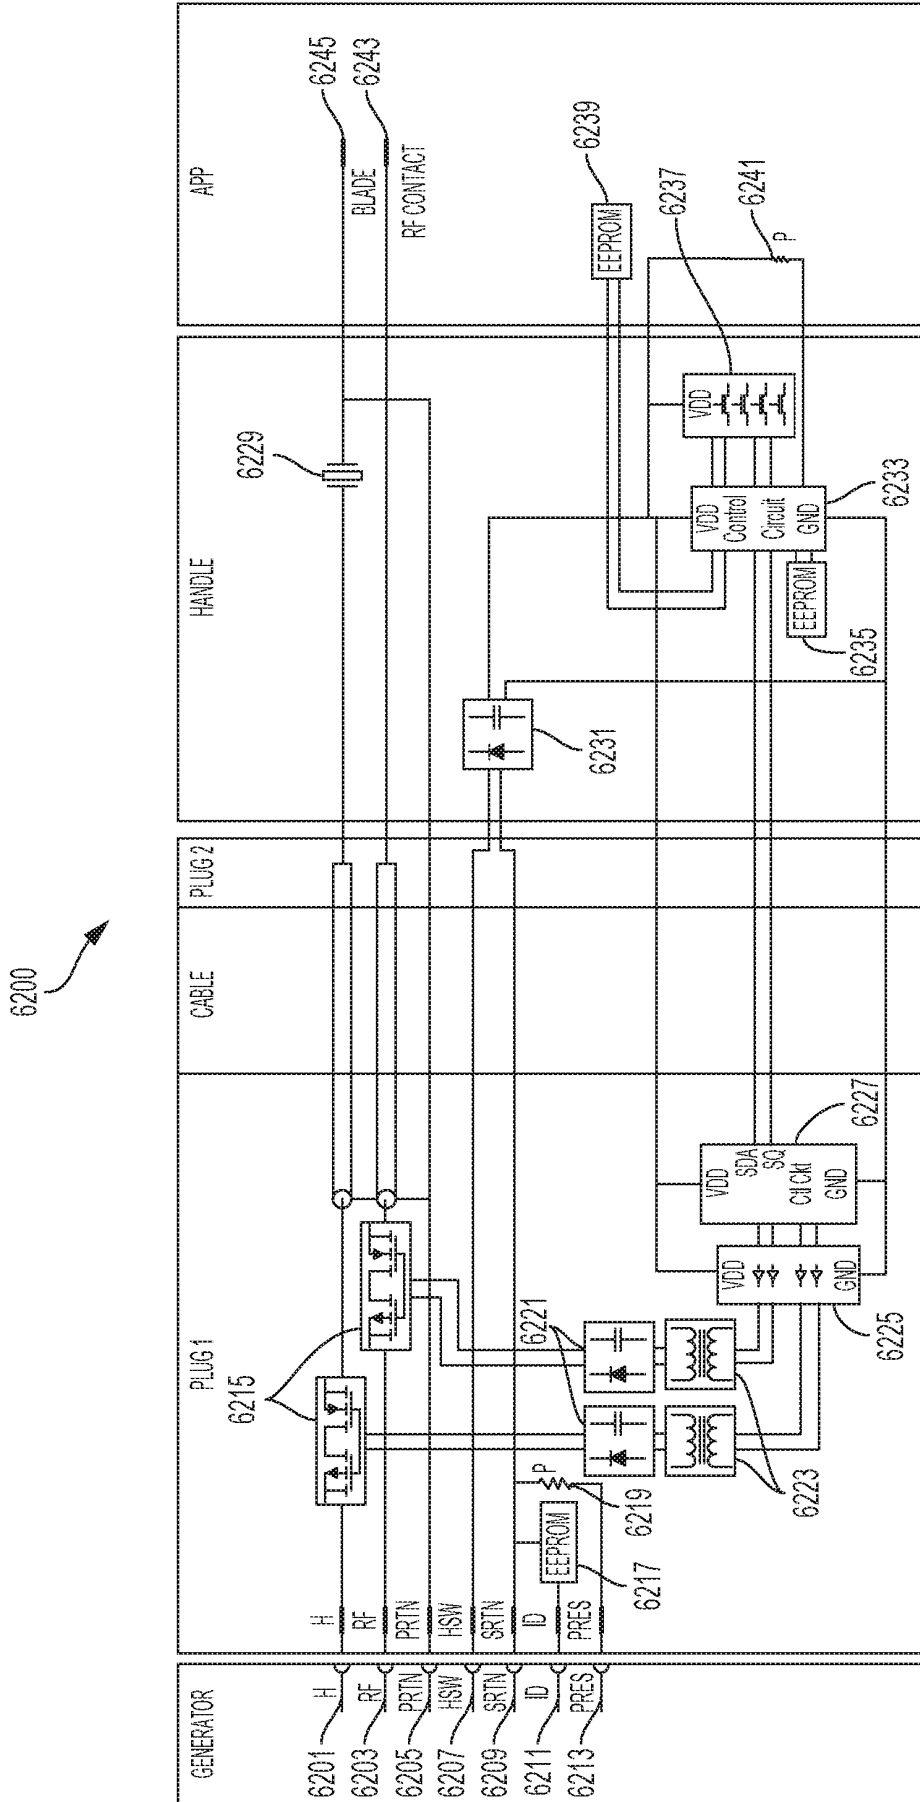 6200
GENERATOR
PLUG 1
CABLE
PLUG 2
HANDLE
APP
6201
H
H
6203
RF
RF
6205
PRTN
PRTN
6207
HSW
HSW
6209
SRTN
SRTN
6211
ID
ID
6213
PRES
PRES
6215
EEPROM
6217
P
6219
6221
6223
VDD
GND
6225
VDD
SDA
SQ
Ctl Ckt
GND
6227
6229
6231
VDD
Control
Circuit
GND
6233
EEPROM
6235
VDD
6237
EEPROM
6239
P
6241
BLADE
6245
RF CONTACT
6243